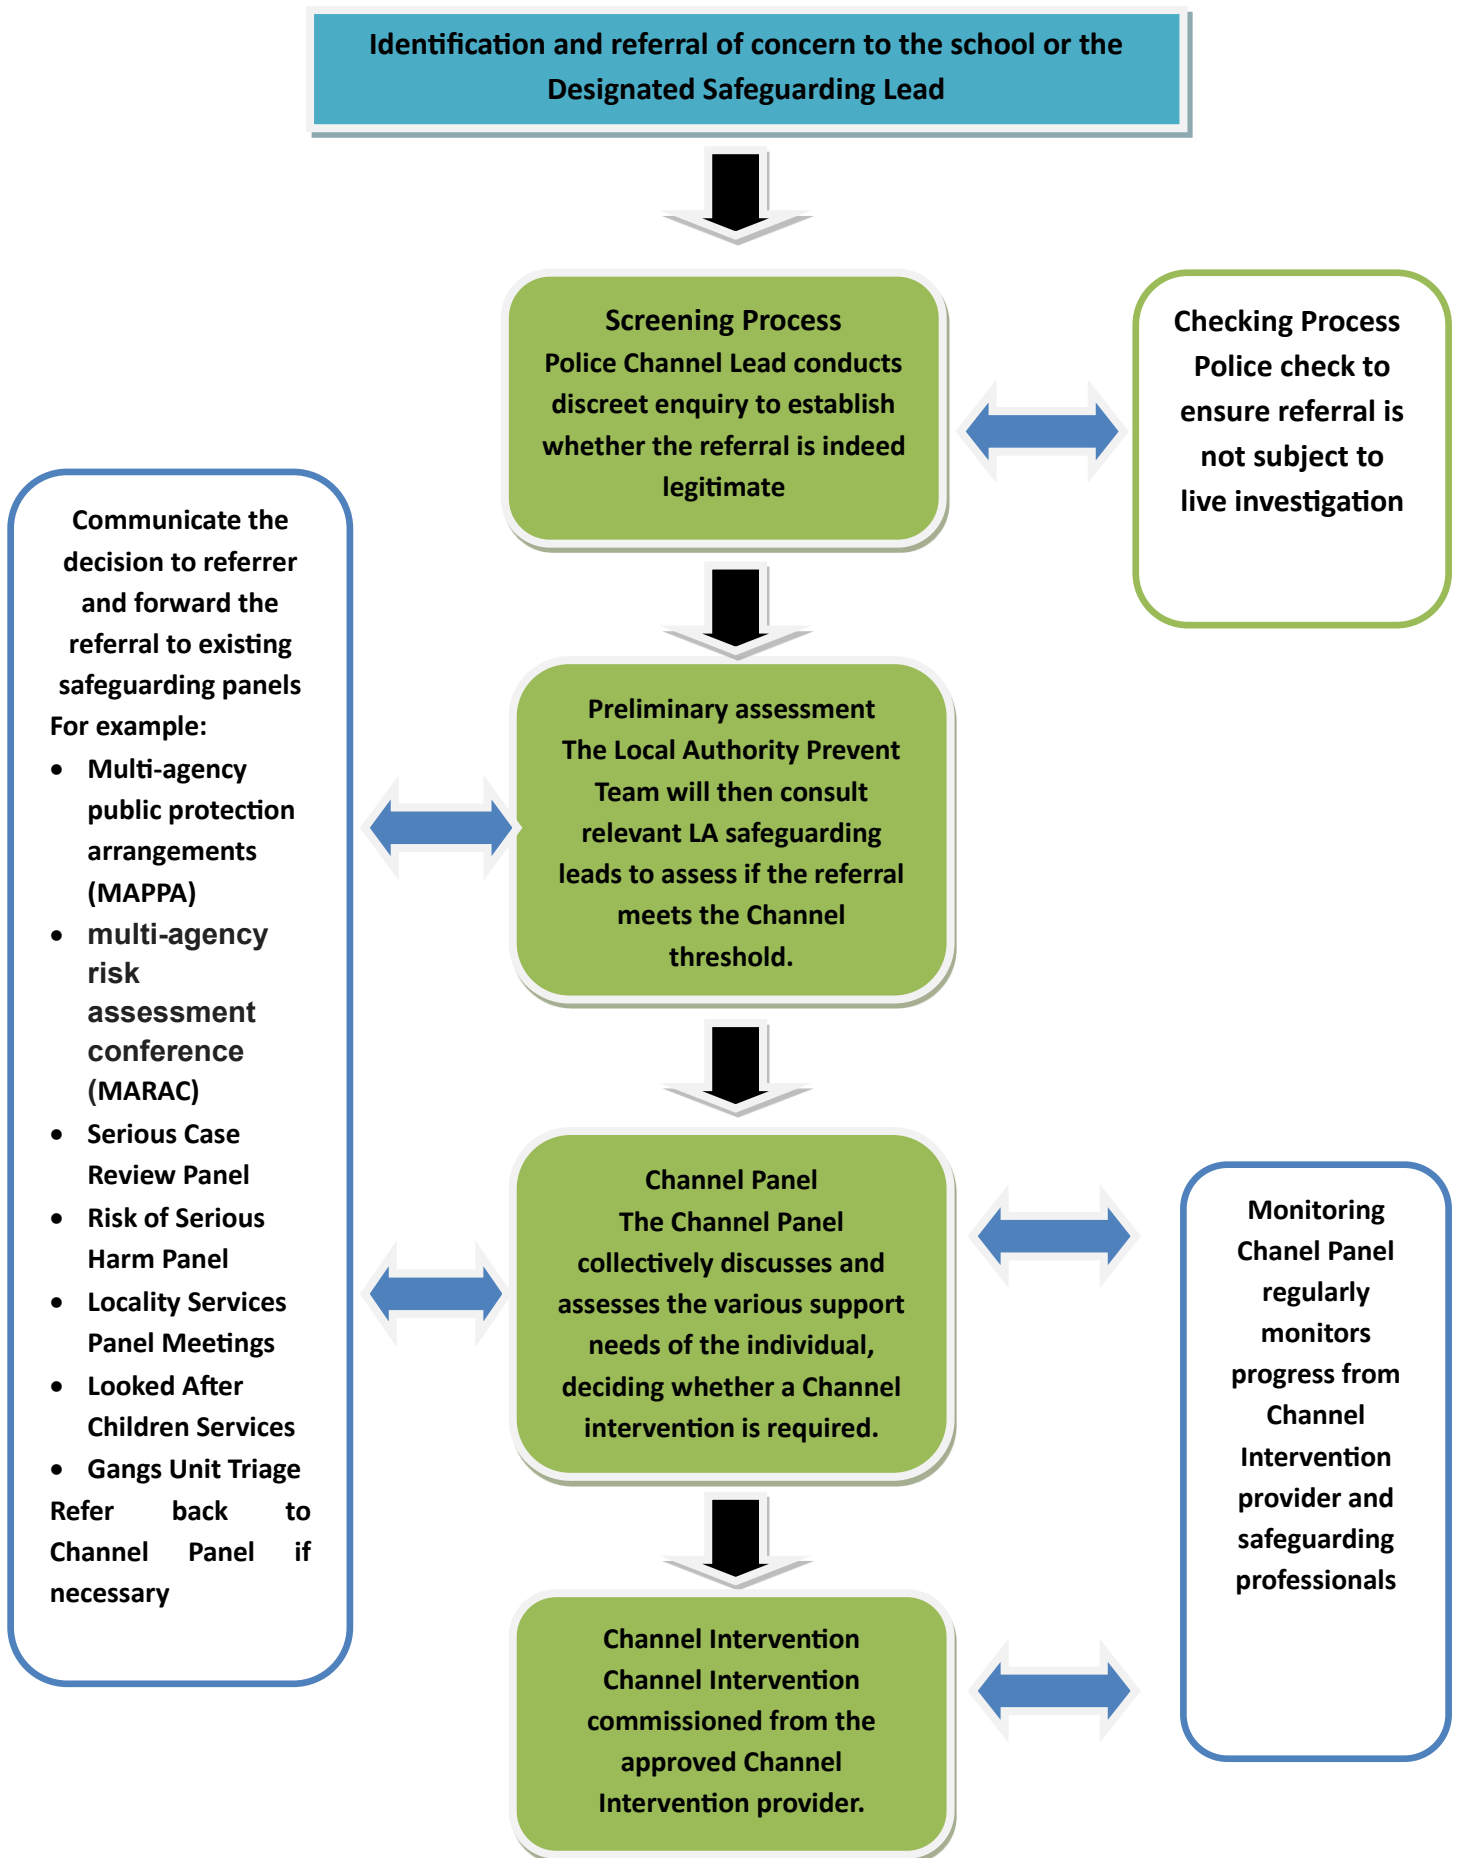 Identification and referral of concern to the school or the
Designated Safeguarding Lead
Screening Process
Police Channel Lead conducts
discreet enquiry to establish
whether the referral is indeed
legitimate
Checking Process
Police check to
ensure referral is
not subject to
live investigation
Communicate the
decision to referrer
and forward the
referral to existing
safeguarding panels
For example:
• Multi-agency
public protection
arrangements
(MAPPA)
• multi-agency
risk
assessment
conference
(MARAC)
• Serious Case
Review Panel
• Risk of Serious
Harm Panel
• Locality Services
Panel Meetings
• Looked After
Children Services
• Gangs Unit Triage
Refer back to
Channel Panel if
necessary
Preliminary assessment
The Local Authority Prevent
Team will then consult
relevant LA safeguarding
leads to assess if the referral
meets the Channel
threshold.
Channel Panel
The Channel Panel
collectively discusses and
assesses the various support
needs of the individual,
deciding whether a Channel
intervention is required.
Monitoring
Chanel Panel
regularly
monitors
progress from
Channel
Intervention
provider and
safeguarding
professionals
Channel Intervention
Channel Intervention
commissioned from the
approved Channel
Intervention provider.